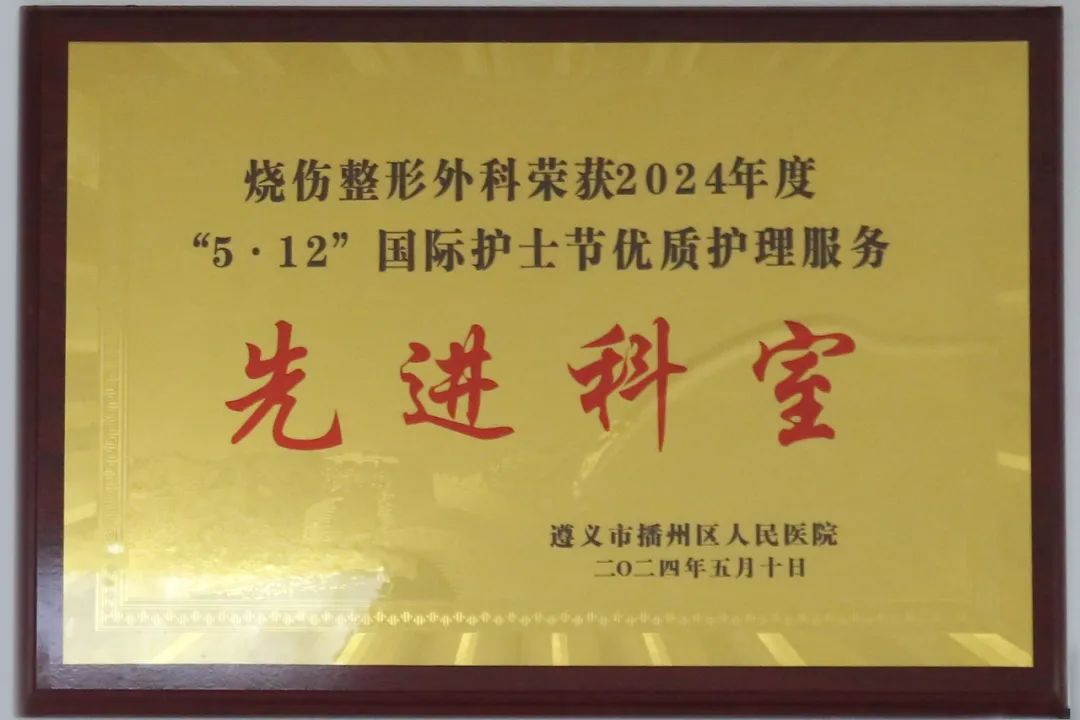 烧伤整形外科荣获2024年度
“5·12”国际护士节优质护理服务
先进科室
遵义市播州区人民医院
二〇二四年五月十日